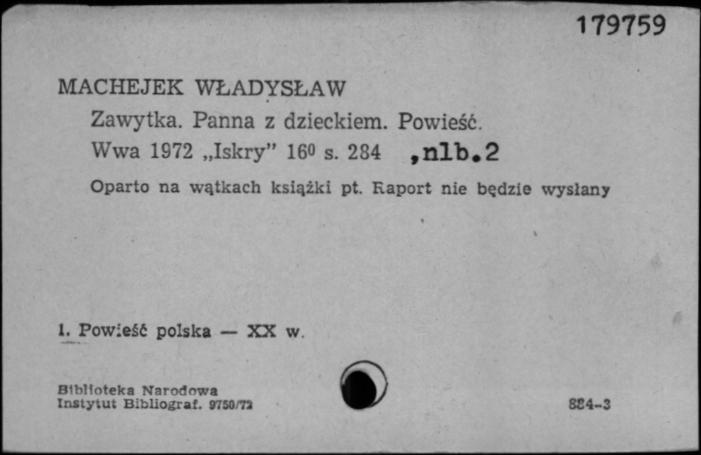 179759
MACHEJEK WŁADYSŁAW
Zawytka. Panna z dzieckiem. Powieść.
Wwa 1972 „Iskry” 16⁰ s. 284 ,nlb.2
Oparto na wątkach książki pt. Raport nie będzie wysłany
1. Powieść polska — XX w.
Biblioteka Narodowa
Instytut Bibliograf. 9750/72
884-3